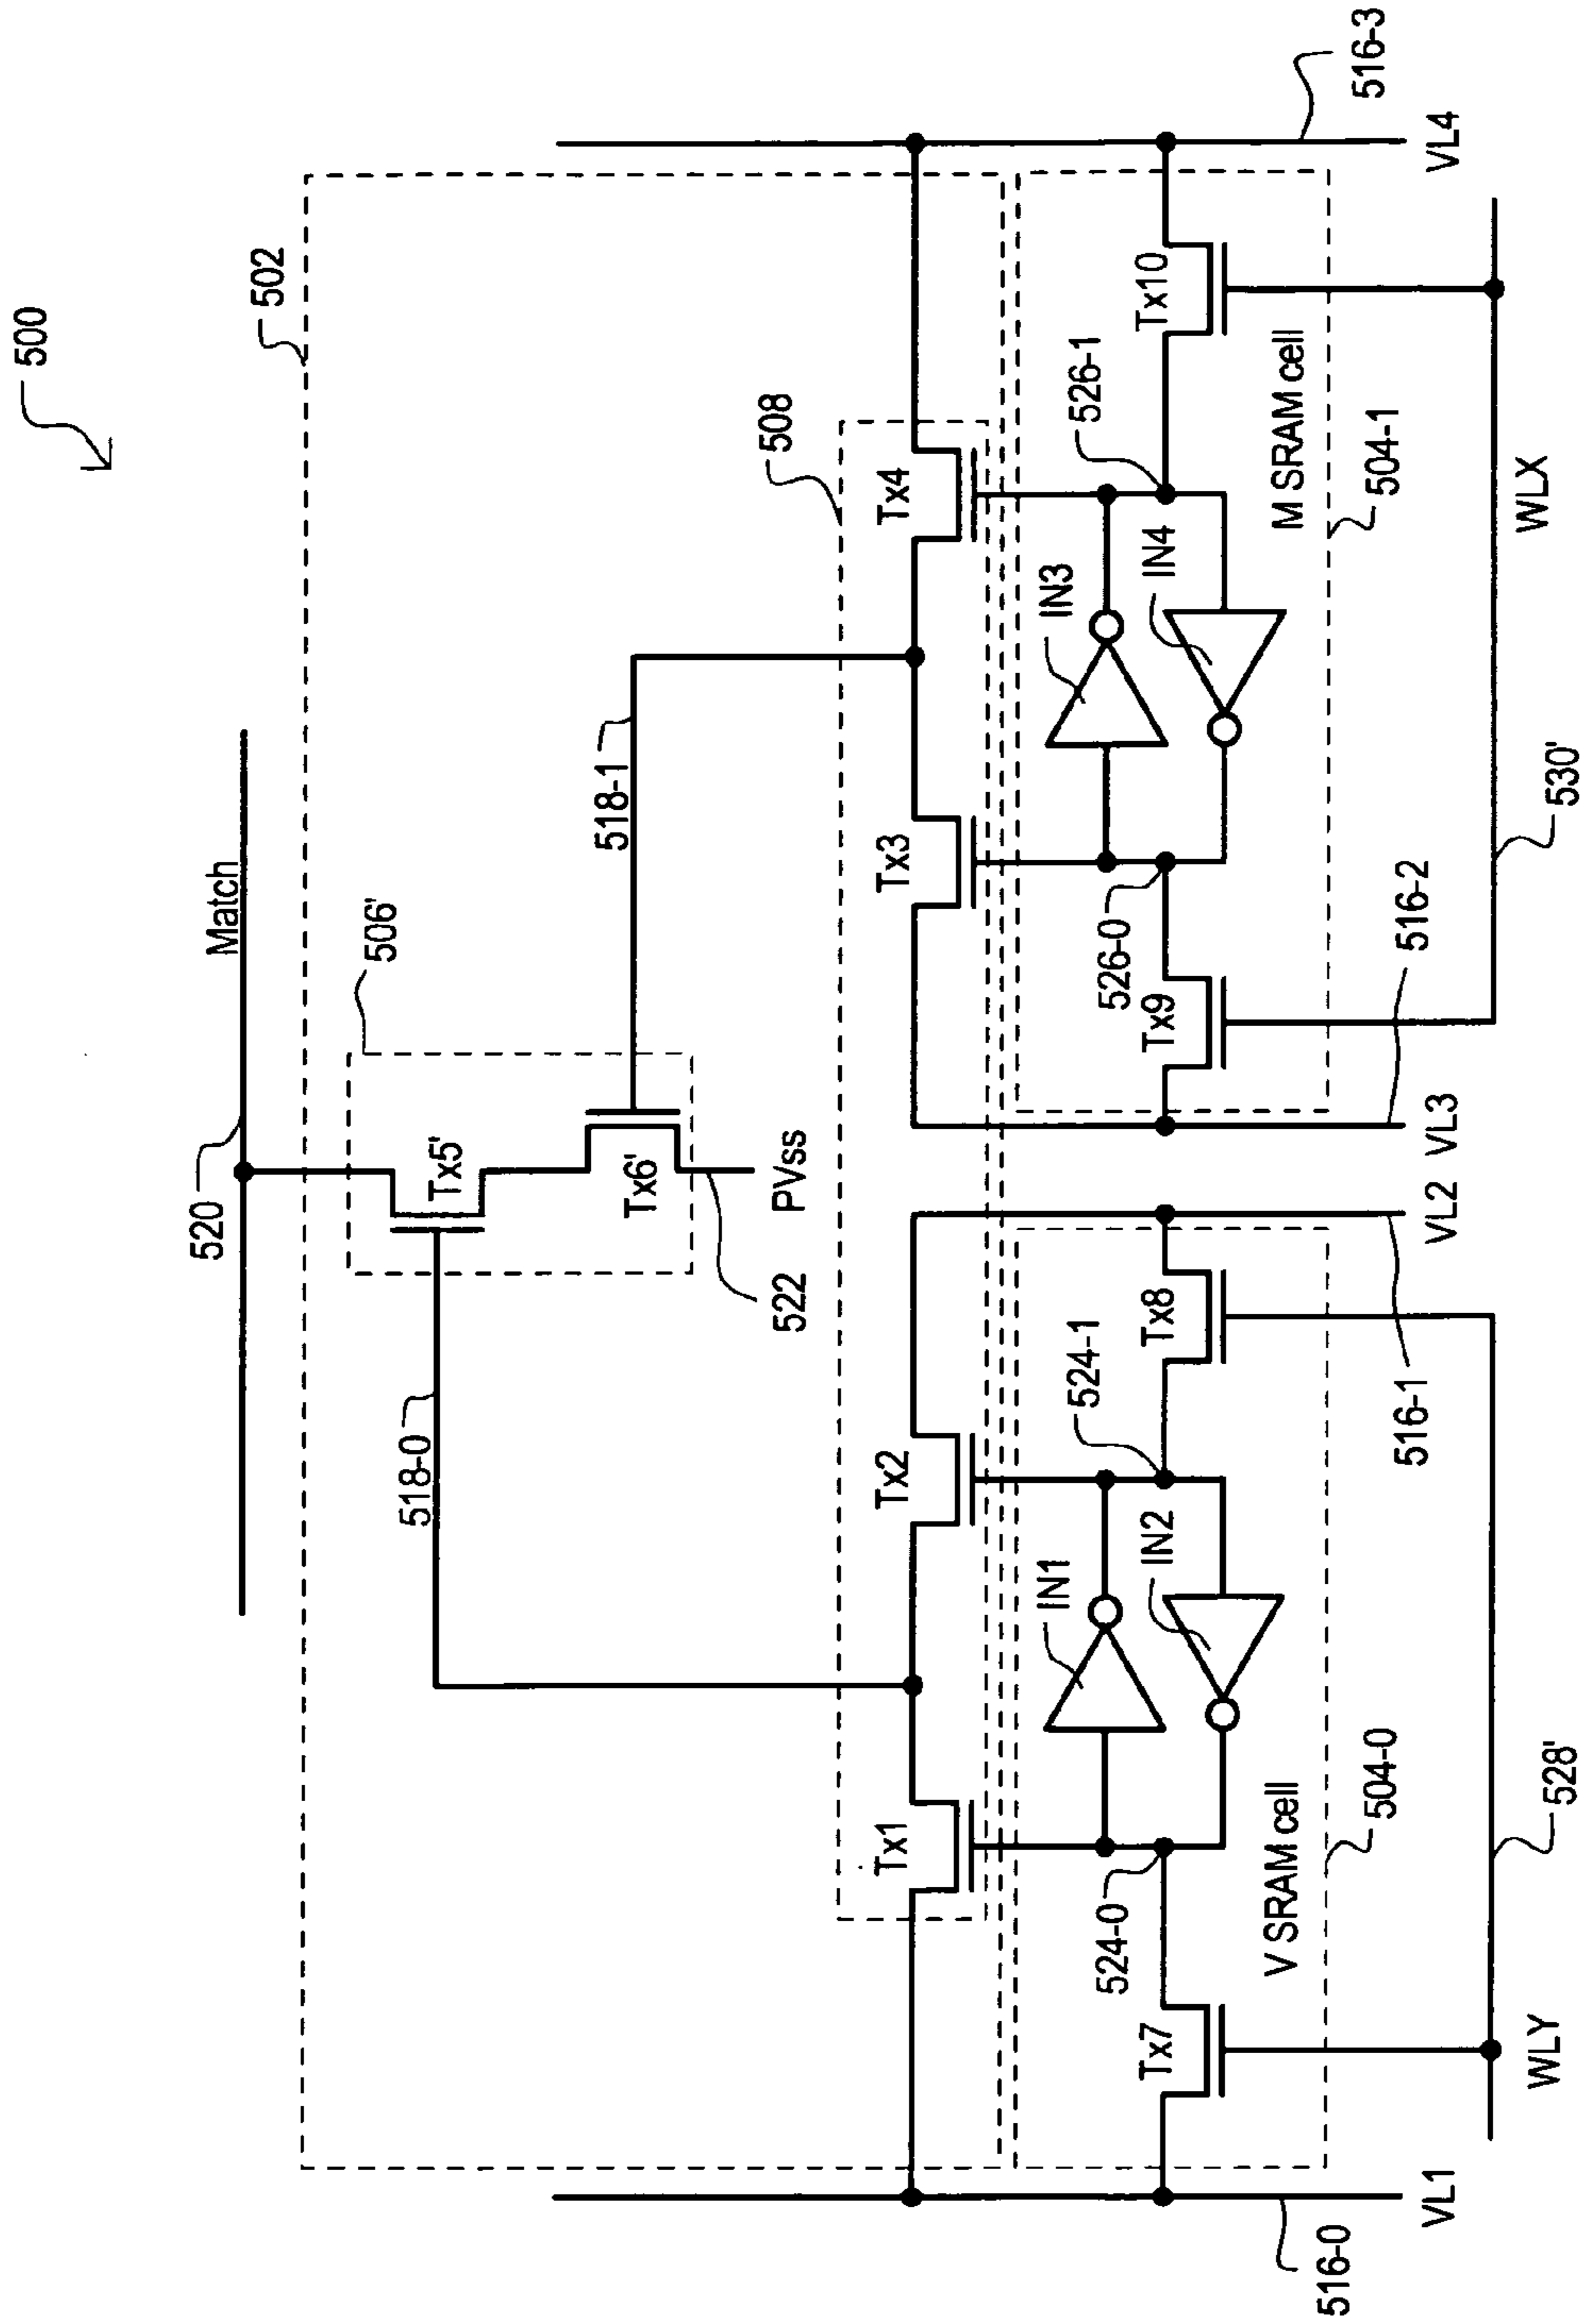 500
502
Match
520
506'
Tx5'
Tx6'
518-0
518-1
PVss
522
508
Tx1
Tx2
Tx3
Tx4
524-0
IN1
524-1
IN2
Tx7
Tx8
V SRAM cell
504-0
526-0
IN3
526-1
IN4
Tx9
Tx10
M SRAM cell
504-1
516-0
VL1
WLY
528'
516-1
VL2
VL3
516-2
530'
WLX
VL4
516-3